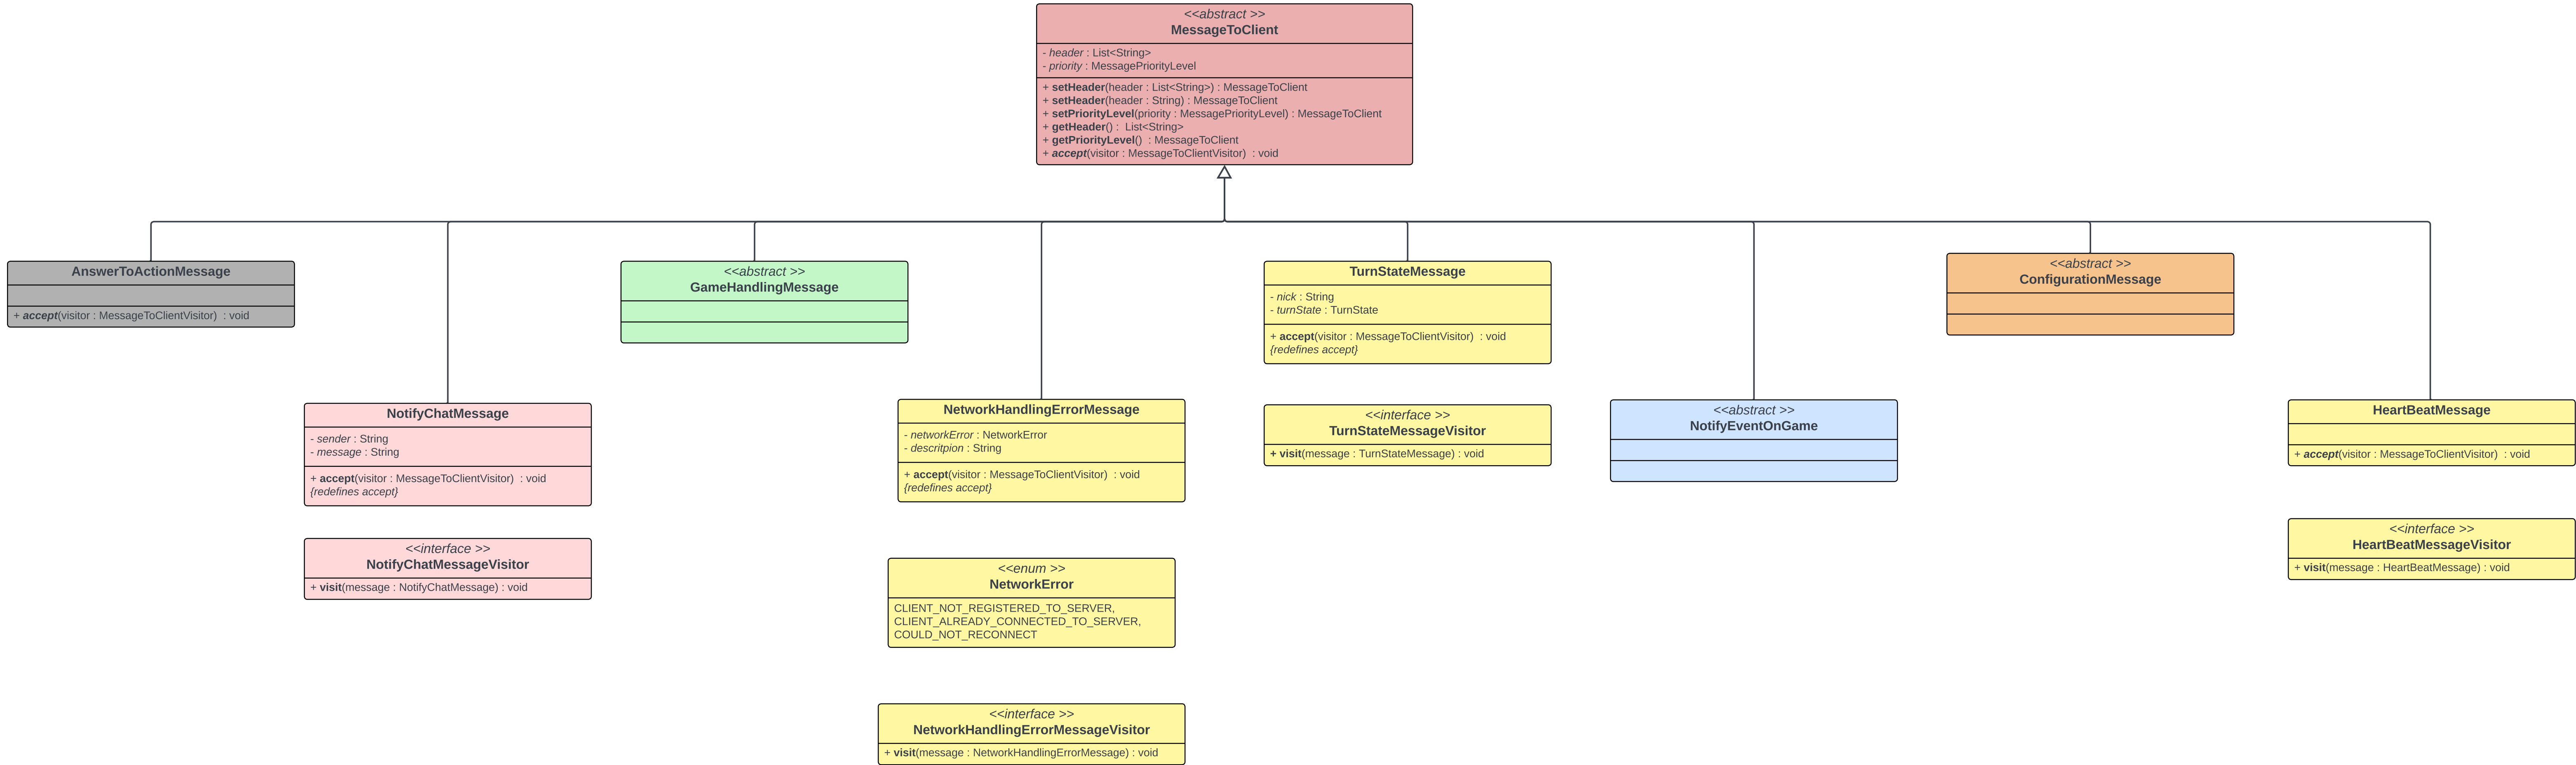 <<abstract >>
MessageToClient
- header : List<String>
- priority : MessagePriorityLevel
+ setHeader(header : List<String>) : MessageToClient
+ setHeader(header : String) : MessageToClient
+ setPriorityLevel(priority : MessagePriorityLevel) : MessageToClient
+ getHeader() :  List<String>
+ getPriorityLevel()  : MessageToClient
+ accept(visitor : MessageToClientVisitor)  : void
AnswerToActionMessage
+ accept(visitor : MessageToClientVisitor)  : void
<<abstract >>
GameHandlingMessage
TurnStateMessage
- nick : String
- turnState : TurnState
+ accept(visitor : MessageToClientVisitor)  : void
{redefines accept}
<<abstract >>
ConfigurationMessage
NotifyChatMessage
- sender : String
- message : String
+ accept(visitor : MessageToClientVisitor)  : void
{redefines accept}
NetworkHandlingErrorMessage
- networkError : NetworkError
- descritpion : String
+ accept(visitor : MessageToClientVisitor)  : void
{redefines accept}
<<interface >>
TurnStateMessageVisitor
+ visit(message : TurnStateMessage) : void
<<abstract >>
NotifyEventOnGame
HeartBeatMessage
+ accept(visitor : MessageToClientVisitor)  : void
<<interface >>
NotifyChatMessageVisitor
+ visit(message : NotifyChatMessage) : void
<<enum >>
NetworkError
CLIENT_NOT_REGISTERED_TO_SERVER,
CLIENT_ALREADY_CONNECTED_TO_SERVER,
COULD_NOT_RECONNECT
<<interface >>
HeartBeatMessageVisitor
+ visit(message : HeartBeatMessage) : void
<<interface >>
NetworkHandlingErrorMessageVisitor
+ visit(message : NetworkHandlingErrorMessage) : void